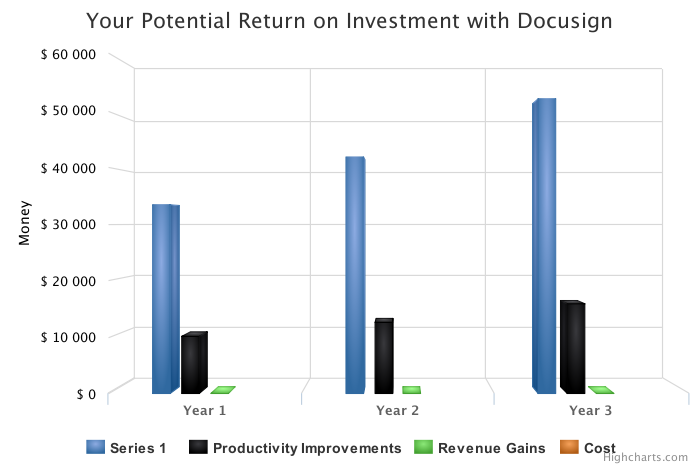 Your Potential Return on Investment with Docusign
$ 60 000
$ 50 000
$ 40 000
$ 30 000
$ 20 000
$ 10 000
$ 0
Money
Year 1 Year 2 Year 3
Series 1 Productivity Improvements Revenue Gains Cost
Highcharts.com